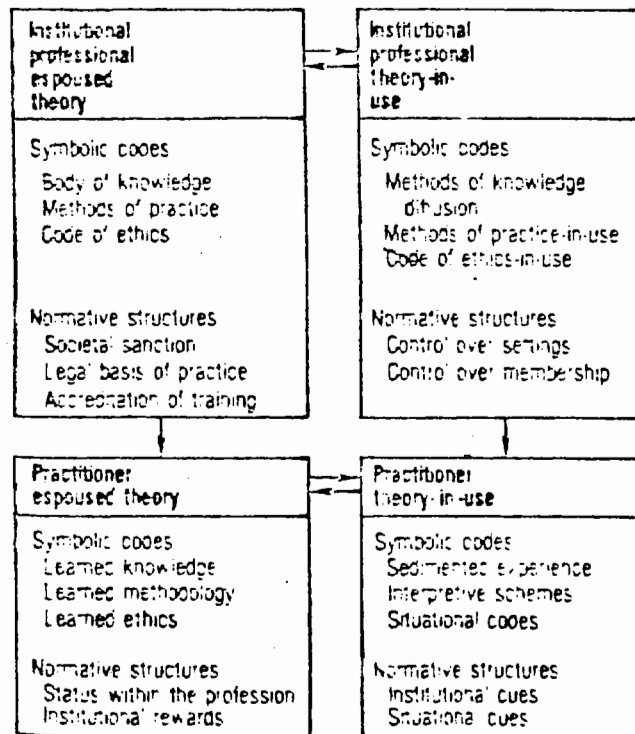 Institutional
professional
espoused
theory
Symbolic codes
Body of knowledge
Methods of practice
Code of ethics
Normative structures
Societal sanction
Legal basis of practice
Accreditation of training
Institutional
professional
theory-in-
use
Symbolic codes
Methods of knowledge
difusion
Methods of practice-in-use
Code of ethics-in-use
Normative structures
Control over settings
Control over membership
Practitioner
espoused theory
Symbolic codes
Learned knowledge
Learned methodology
Learned ethics
Normative structures
Status within the profession
Institutional rewards
Practitioner
theory-in-use
Symbolic codes
Sedimented experience
Interpretive schemes
Situational codes
Normative structures
Institutional cues
Situational cues